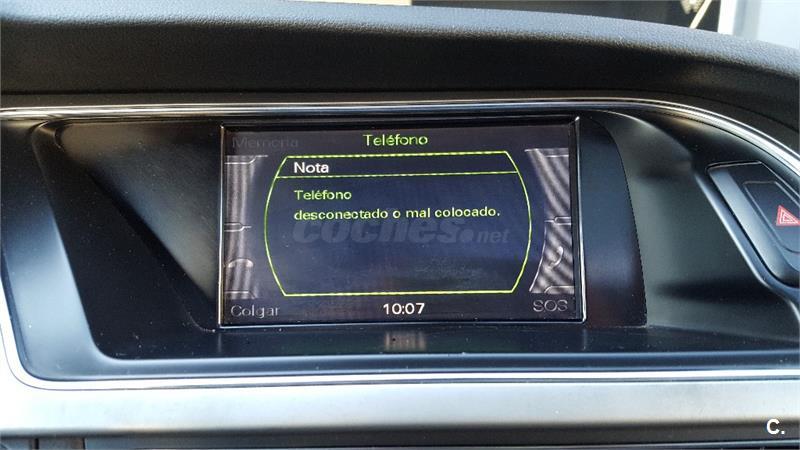 Memoria
Teléfono
Nota
Teléfono
desconectado o mal colocado.
coches.net
Colgar
10:07
SOS
C.